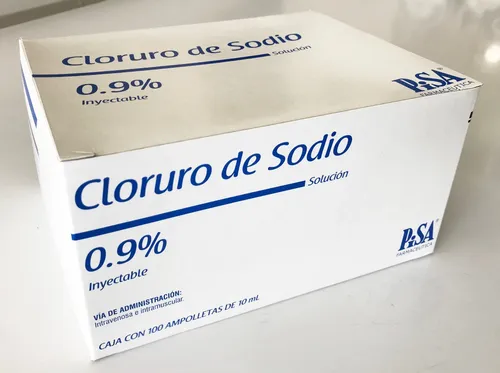 Cloruro de Sodio
Solución
0.9%
Inyectable
PiSA
FARMACÉUTICA
Cloruro de Sodio
Solución
0.9%
Inyectable
VÍA DE ADMINISTRACIÓN:
Intravenosa e intramuscular.
CAJA CON 100 AMPOLLETAS DE 10 mL
PiSA®
FARMACÉUTICA